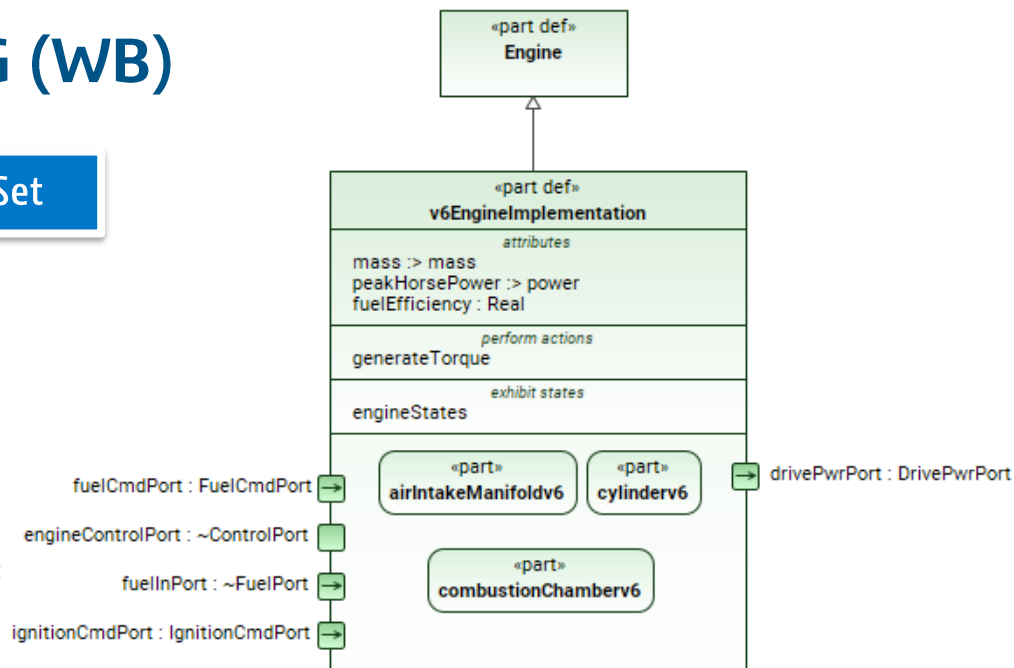 G (WB)
Set
«part def»
Engine
«part def»
v6EngineImplementation
attributes
mass :> mass
peakHorsePower :> power
fuelEfficiency : Real
perform actions
generateTorque
exhibit states
engineStates
«part»
airIntakeManifoldv6
«part»
cylinderv6
«part»
combustionChamberv6
fuelCmdPort : FuelCmdPort
engineControlPort : ~ControlPort
fuelInPort : ~FuelPort
ignitionCmdPort : IgnitionCmdPort
drivePwrPort : DrivePwrPort